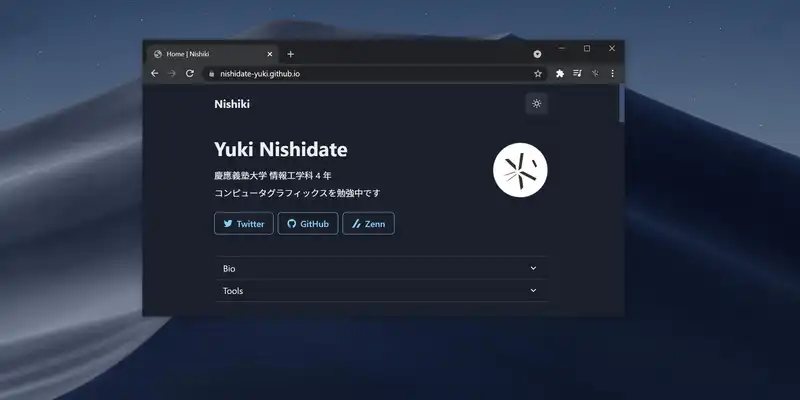 Home | Nishiki
nishidate-yuki.github.io
Nishiki
Yuki Nishidate
慶應義塾大学 情報工学科 4 年
コンピュータグラフィックスを勉強中です
Twitter GitHub Zenn
Bio
Tools